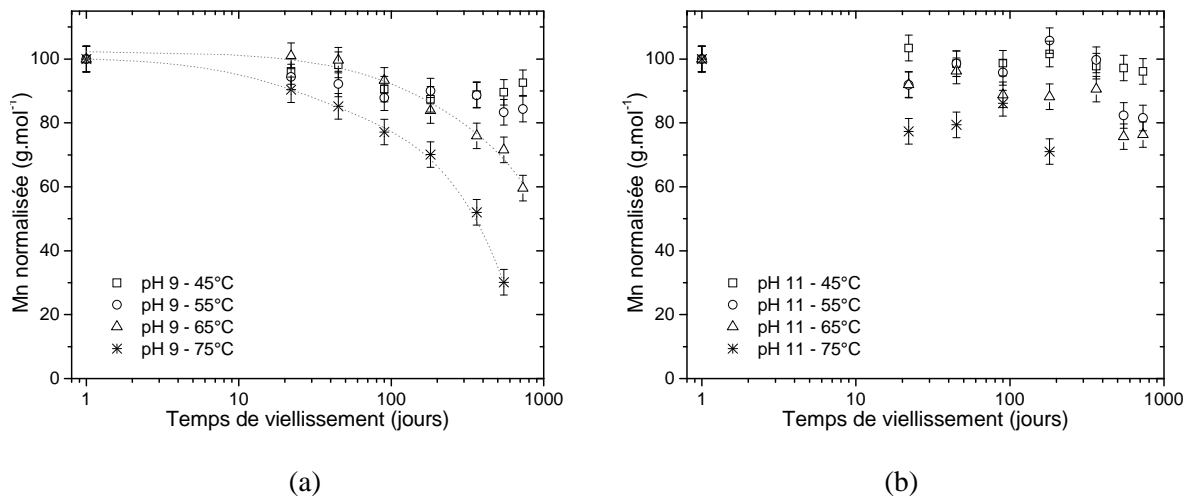 100
80
60
40
20
0
Mn normalisée (g.mol⁻¹)
pH 9 - 45°C
pH 9 - 55°C
pH 9 - 65°C
pH 9 - 75°C
1 10 100 1000
Temps de viellissement (jours)
(a)
100
80
60
40
20
0
Mn normalisée (g.mol⁻¹)
pH 11 - 45°C
pH 11 - 55°C
pH 11 - 65°C
pH 11 - 75°C
1 10 100 1000
Temps de viellissement (jours)
(b)